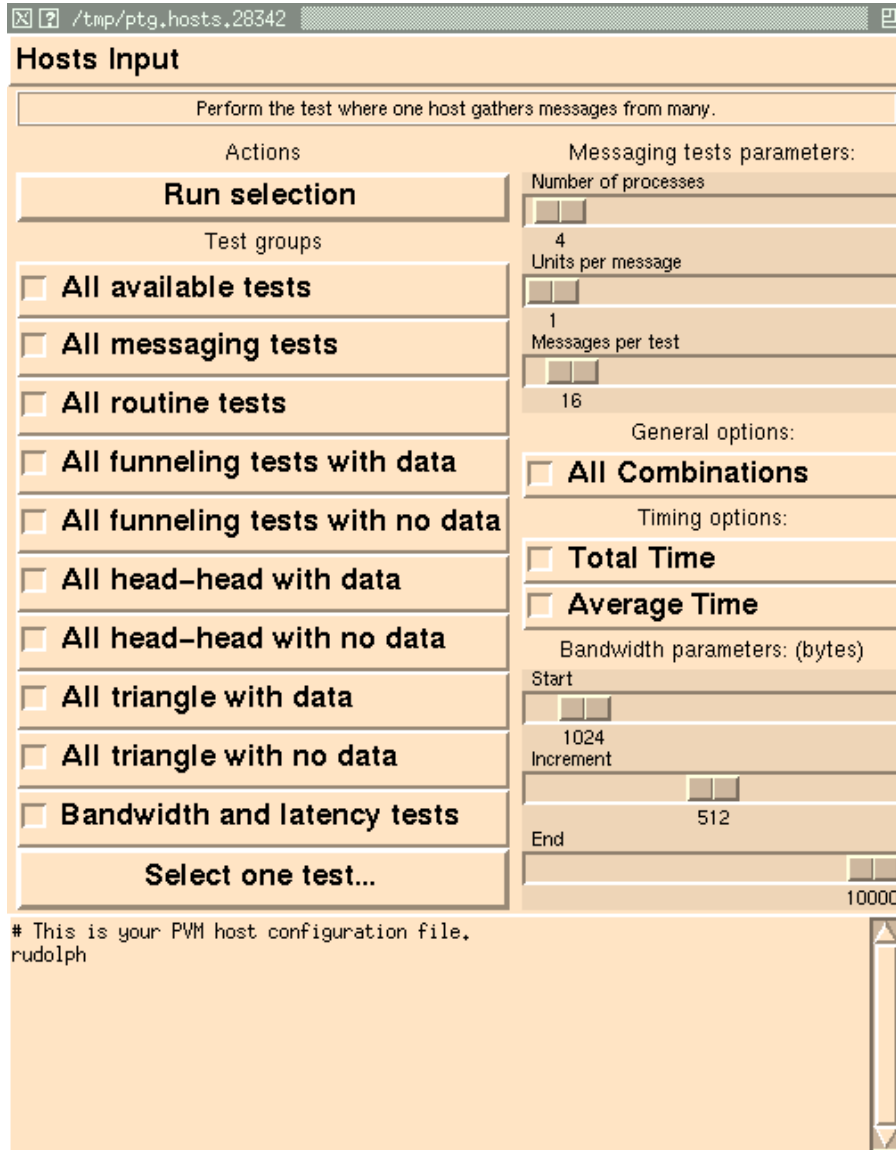 /tmp/ptg.hosts.28342
Hosts Input
Perform the test where one host gathers messages from many.
Actions
Run selection
Test groups
All available tests
All messaging tests
All routine tests
All funneling tests with data
All funneling tests with no data
All head-head with data
All head-head with no data
All triangle with data
All triangle with no data
Bandwidth and latency tests
Select one test...
Messaging tests parameters:
Number of processes
4
Units per message
1
Messages per test
16
General options:
All Combinations
Timing options:
Total Time
Average Time
Bandwidth parameters: (bytes)
Start
1024
Increment
512
End
10000
# This is your PVM host configuration file.
rudolph